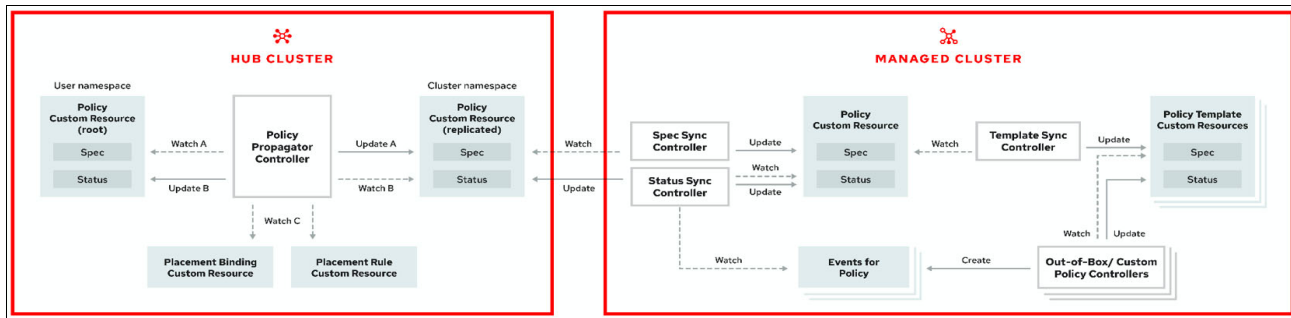 HUB CLUSTER
User namespace
Cluster namespace
Policy
Custom Resource
(root)
Spec
Status
Watch A
Update B
Policy
Propagator
Controller
Update A
Watch B
Policy
Custom Resource
(replicated)
Spec
Status
Watch C
Placement Binding
Custom Resource
Placement Rule
Custom Resource
Watch
Update
MANAGED CLUSTER
Spec Sync
Controller
Status Sync
Controller
Update
Watch
Update
Policy
Custom Resource
Spec
Status
Watch
Template Sync
Controller
Update
Policy Template
Custom Resources
Spec
Status
Watch
Update
Watch
Events for
Policy
Create
Out-of-Box/ Custom
Policy Controllers